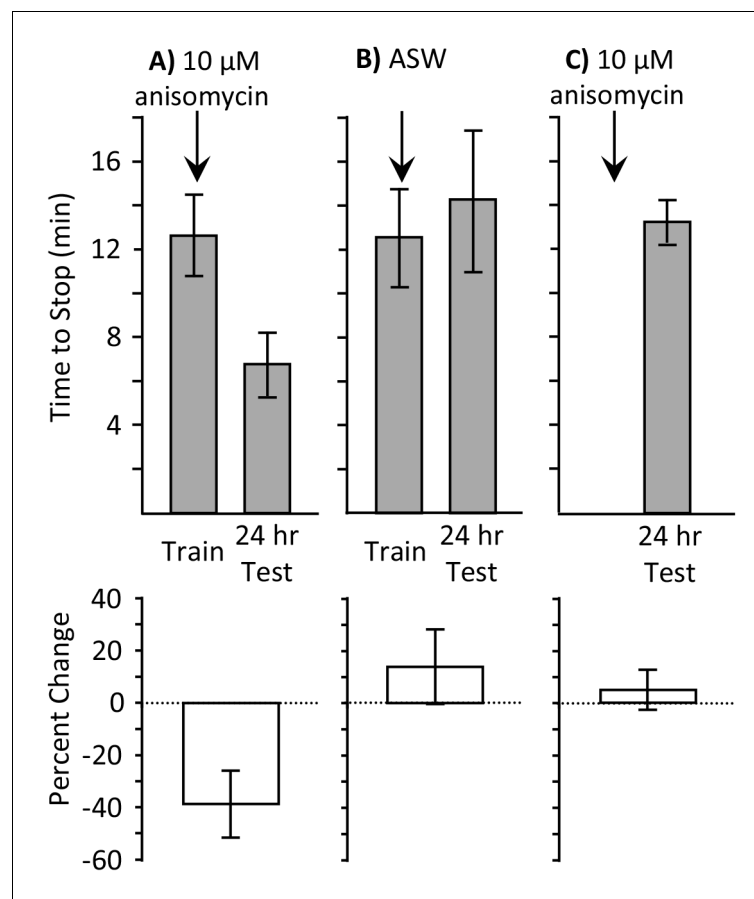 A) 10 µM
anisomycin
B) ASW
C) 10 µM
anisomycin
Time to Stop (min)
16
12
8
4
Train
24 hr
Test
Train
24 hr
Test
24 hr
Test
Percent Change
40
20
0
-20
-40
-60